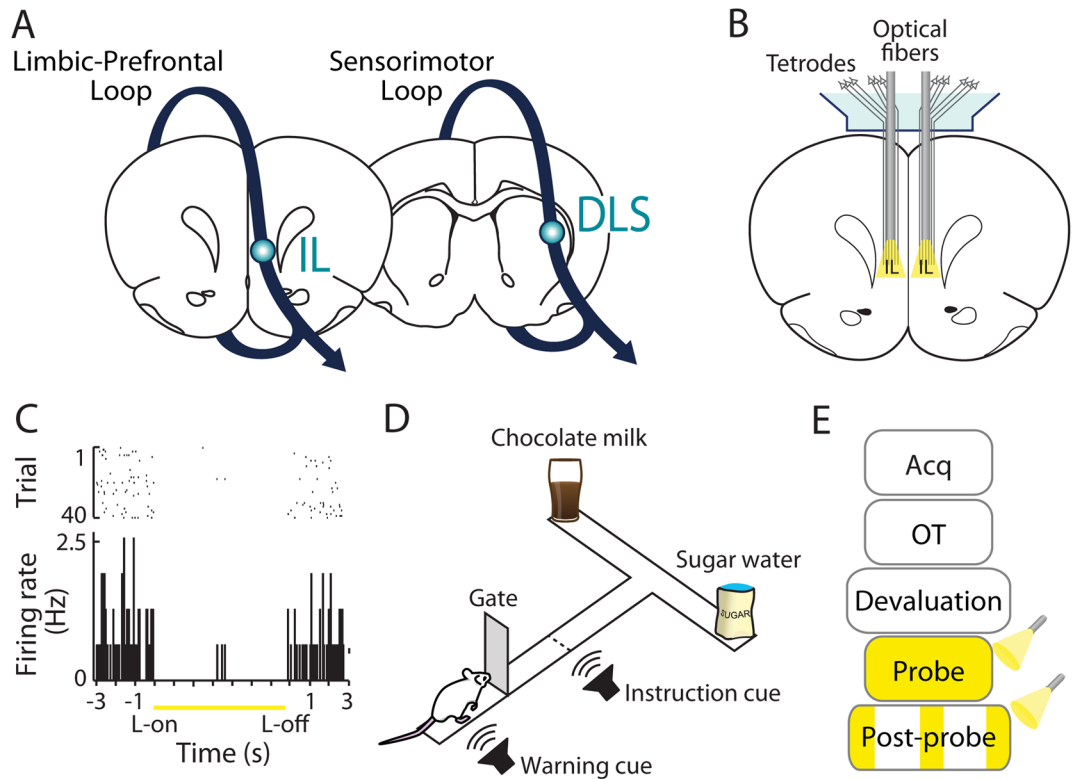 A
Limbic-Prefrontal
Loop
Sensorimotor
Loop
IL
DLS
B
Optical
fibers
Tetrodes
IL
IL
C
Trial
1
40
Firing rate
(Hz)
2.5
0
-3
-1
1
3
L-on
L-off
Time (s)
D
Chocolate milk
Sugar water
SUGAR
Gate
Instruction cue
Warning cue
E
Acq
OT
Devaluation
Probe
Post-probe